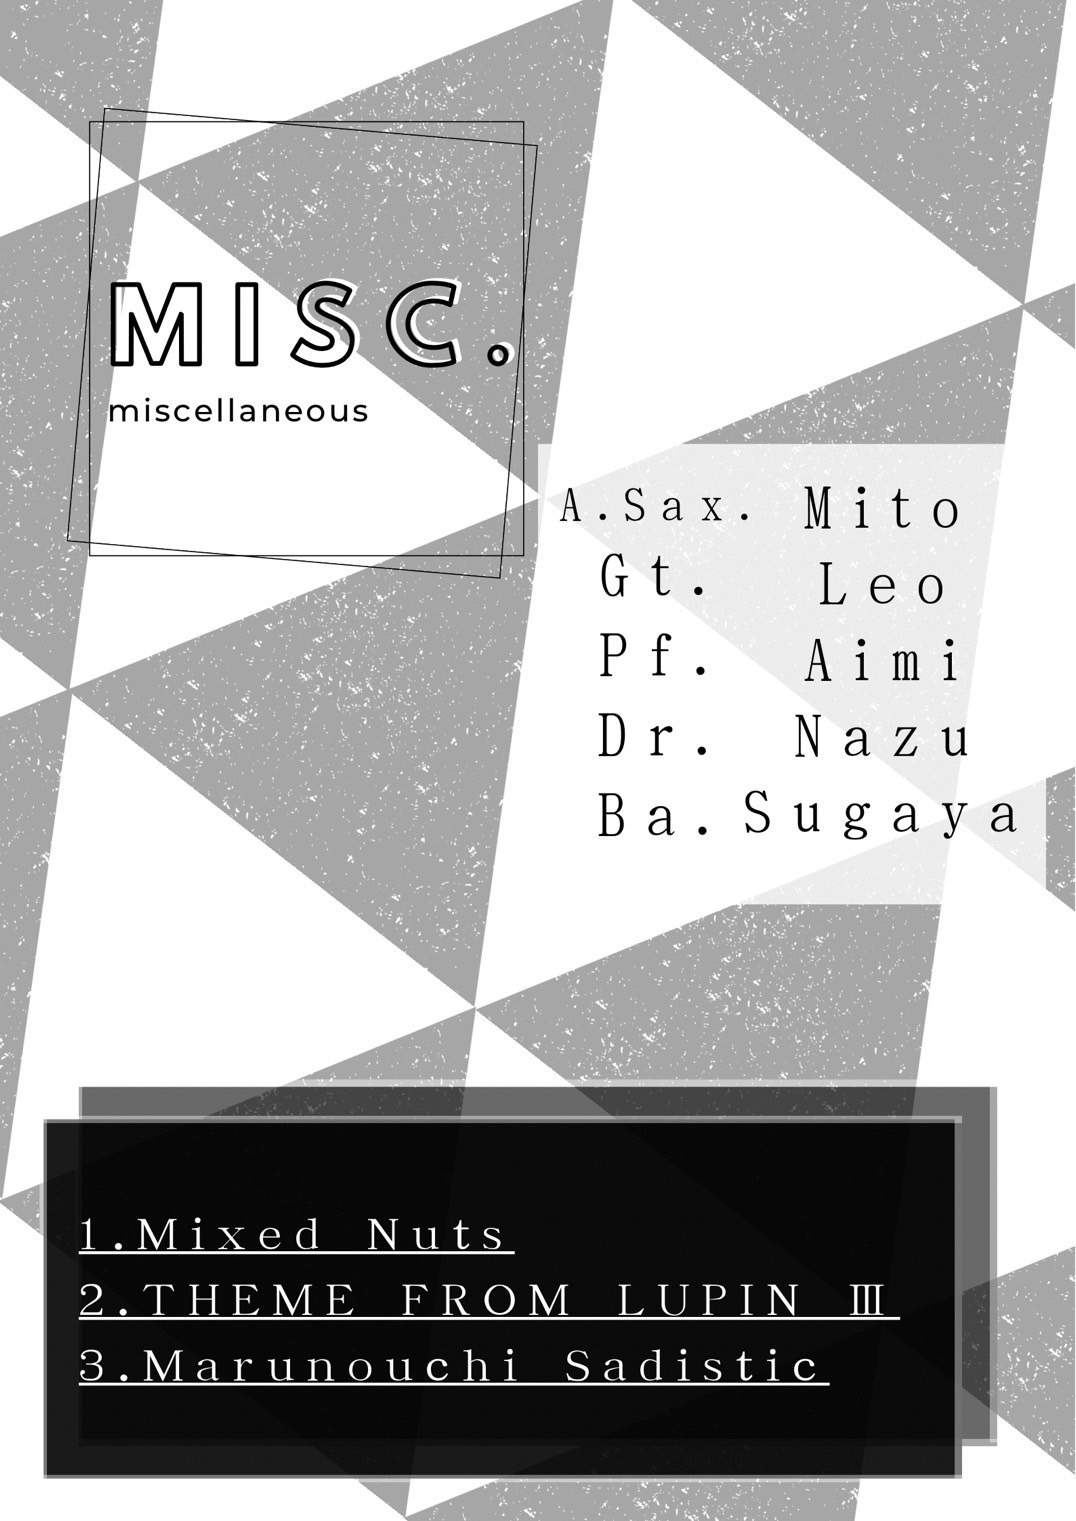 MISC.
miscellaneous
A.Sax. Mito
Gt. Leo
Pf. Aimi
Dr. Nazu
Ba. Sugaya
1.Mixed Nuts
2.THEME FROM LUPIN Ⅲ
3.Marunouchi Sadistic